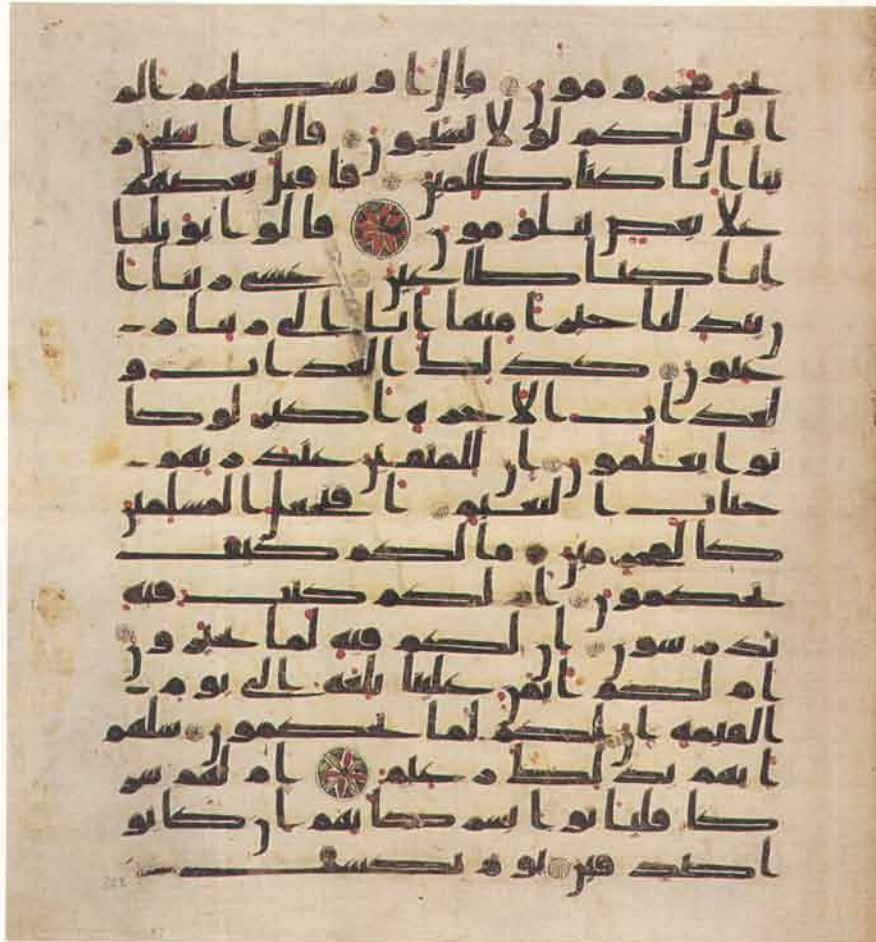 نحن محرومون قال اوسطهم الم
اقل لكم لولا تسبحون قالوا سبحن ر
بنا انا كنا ظلمين فاقبل بعضهم
على بعض يتلومون قالوا يويلنا
انا كنا طغين عسى ربنا ا
ن يبدلنا خيرا منها انا الى ربنا ر
غبون كذلك العذاب و
لعذاب الاخرة اكبر لو كا
نوا يعلمون ان للمتقين عند ربهم
جنات النعيم افنجعل المسلمين
كالمجرمين ما لكم كيف
تحكمون ام لكم كتب فيه
تدرسون ان لكم فيه لما تخيرون
ام لكم ايمن علينا بلغة الى يوم
القيمة ان لكم لما تحكمون سلهم
ايهم بذلك زعيم ام لهم شر
كا فلياتوا بشركايهم ان كانو
ا صدقين يوم يكشف